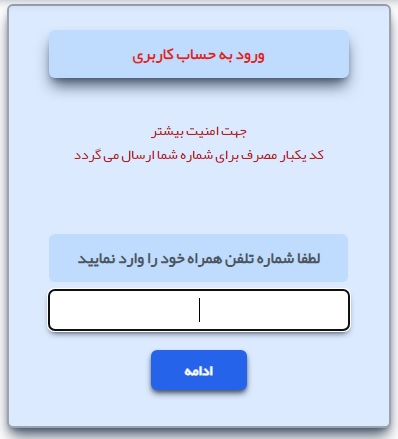 ورود به حساب کاربری
جهت امنیت بیشتر
کد یکبار مصرف برای شماره شما ارسال می گردد
لطفا شماره تلفن همراه خود را وارد نمایید
ادامه